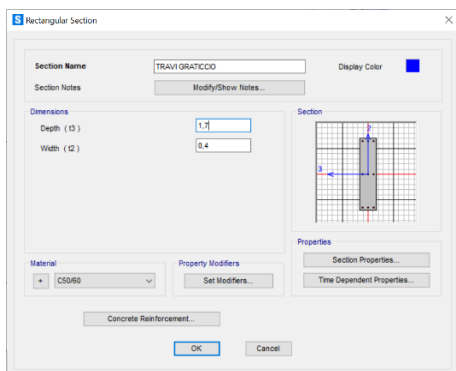 S Rectangular Section
Section Name TRAVI GRATICCIO Display Color
Section Notes Modify/Show Notes...
Dimensions
Depth ( t3 ) 1,7
Width ( t2 ) 0,4
Section
2
3
Properties
Section Properties...
Time Dependent Properties...
Material
+ C50/60
Property Modifiers
Set Modifiers...
Concrete Reinforcement...
OK Cancel